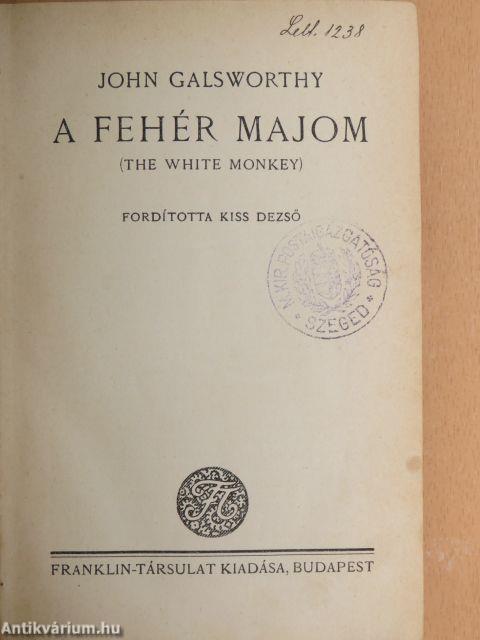 Lelt. 1238
JOHN GALSWORTHY
A FEHÉR MAJOM
(THE WHITE MONKEY)
FORDÍTOTTA KISS DEZSŐ
M. KIR. POSTAIGAZGATÓSÁG
* SZEGED *
FRANKLIN-TÁRSULAT KIADÁSA, BUDAPEST
Antikvárium.hu